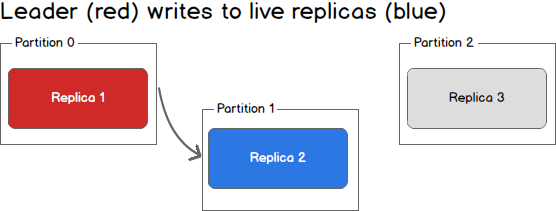 Leader (red) writes to live replicas (blue)
Partition 0
Replica 1
Partition 1
Replica 2
Partition 2
Replica 3